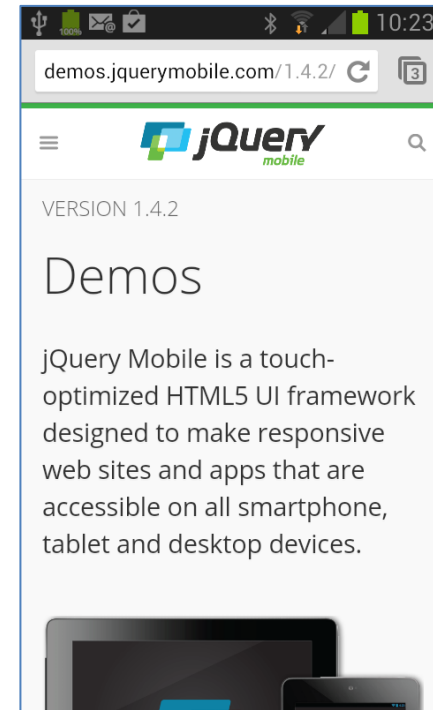 100%
10:23
demos.jquerymobile.com/1.4.2/
3
jQuery
mobile
VERSION 1.4.2
Demos
jQuery Mobile is a touch-
optimized HTML5 UI framework
designed to make responsive
web sites and apps that are
accessible on all smartphone,
tablet and desktop devices.